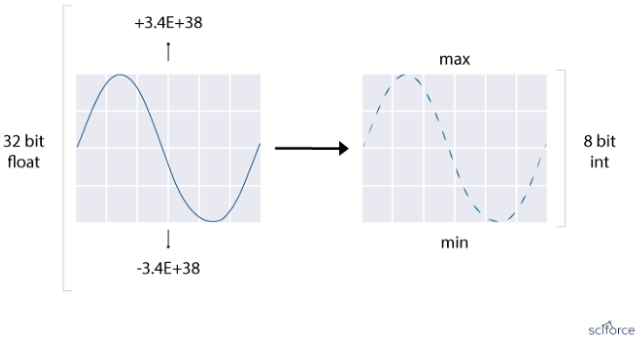 +3.4E+38
max
32 bit
float
8 bit
int
min
-3.4E+38
sciforce